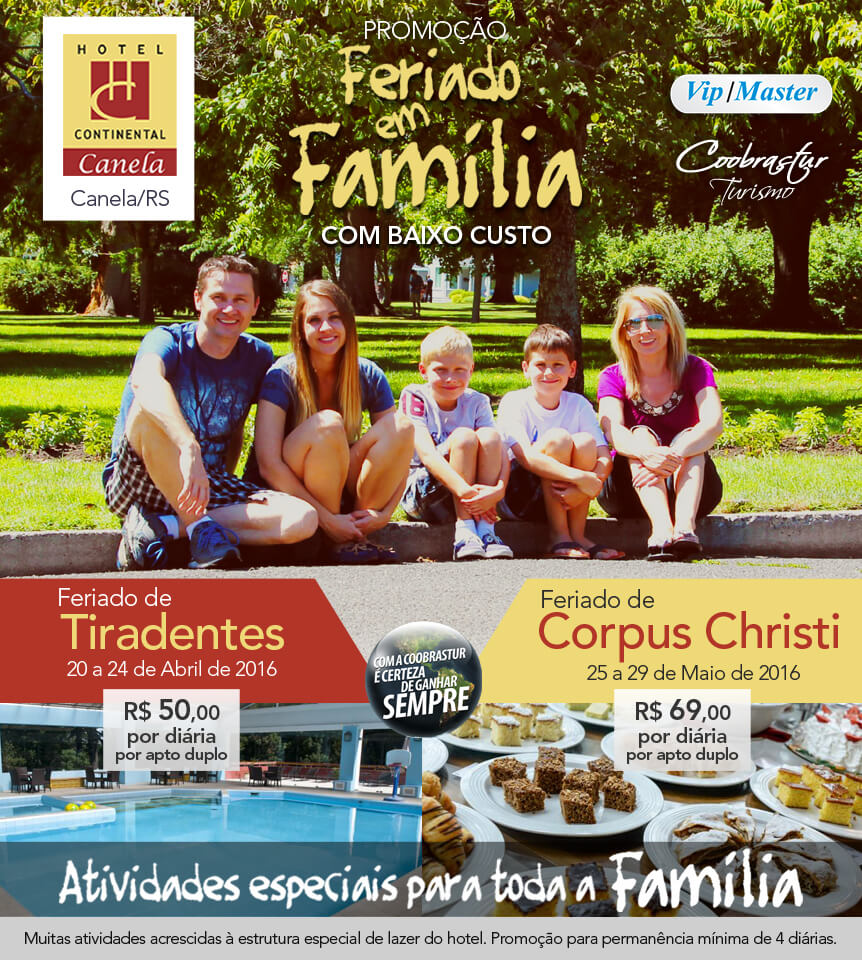 HOTEL
CONTINENTAL
Canela
Canela/RS
PROMOÇÃO
Feriado
em
Família
COM BAIXO CUSTO
Vip/Master
Coobrastur
Turismo
Feriado de
Tiradentes
20 a 24 de Abril de 2016
R$ 50,00
por diária
por apto duplo
COM A COOBRASTUR
É CERTEZA
DE GANHAR
SEMPRE
Feriado de
Corpus Christi
25 a 29 de Maio de 2016
R$ 69,00
por diária
por apto duplo
Atividades especiais para toda a Família
Muitas atividades acrescidas à estrutura especial de lazer do hotel. Promoção para permanência mínima de 4 diárias.